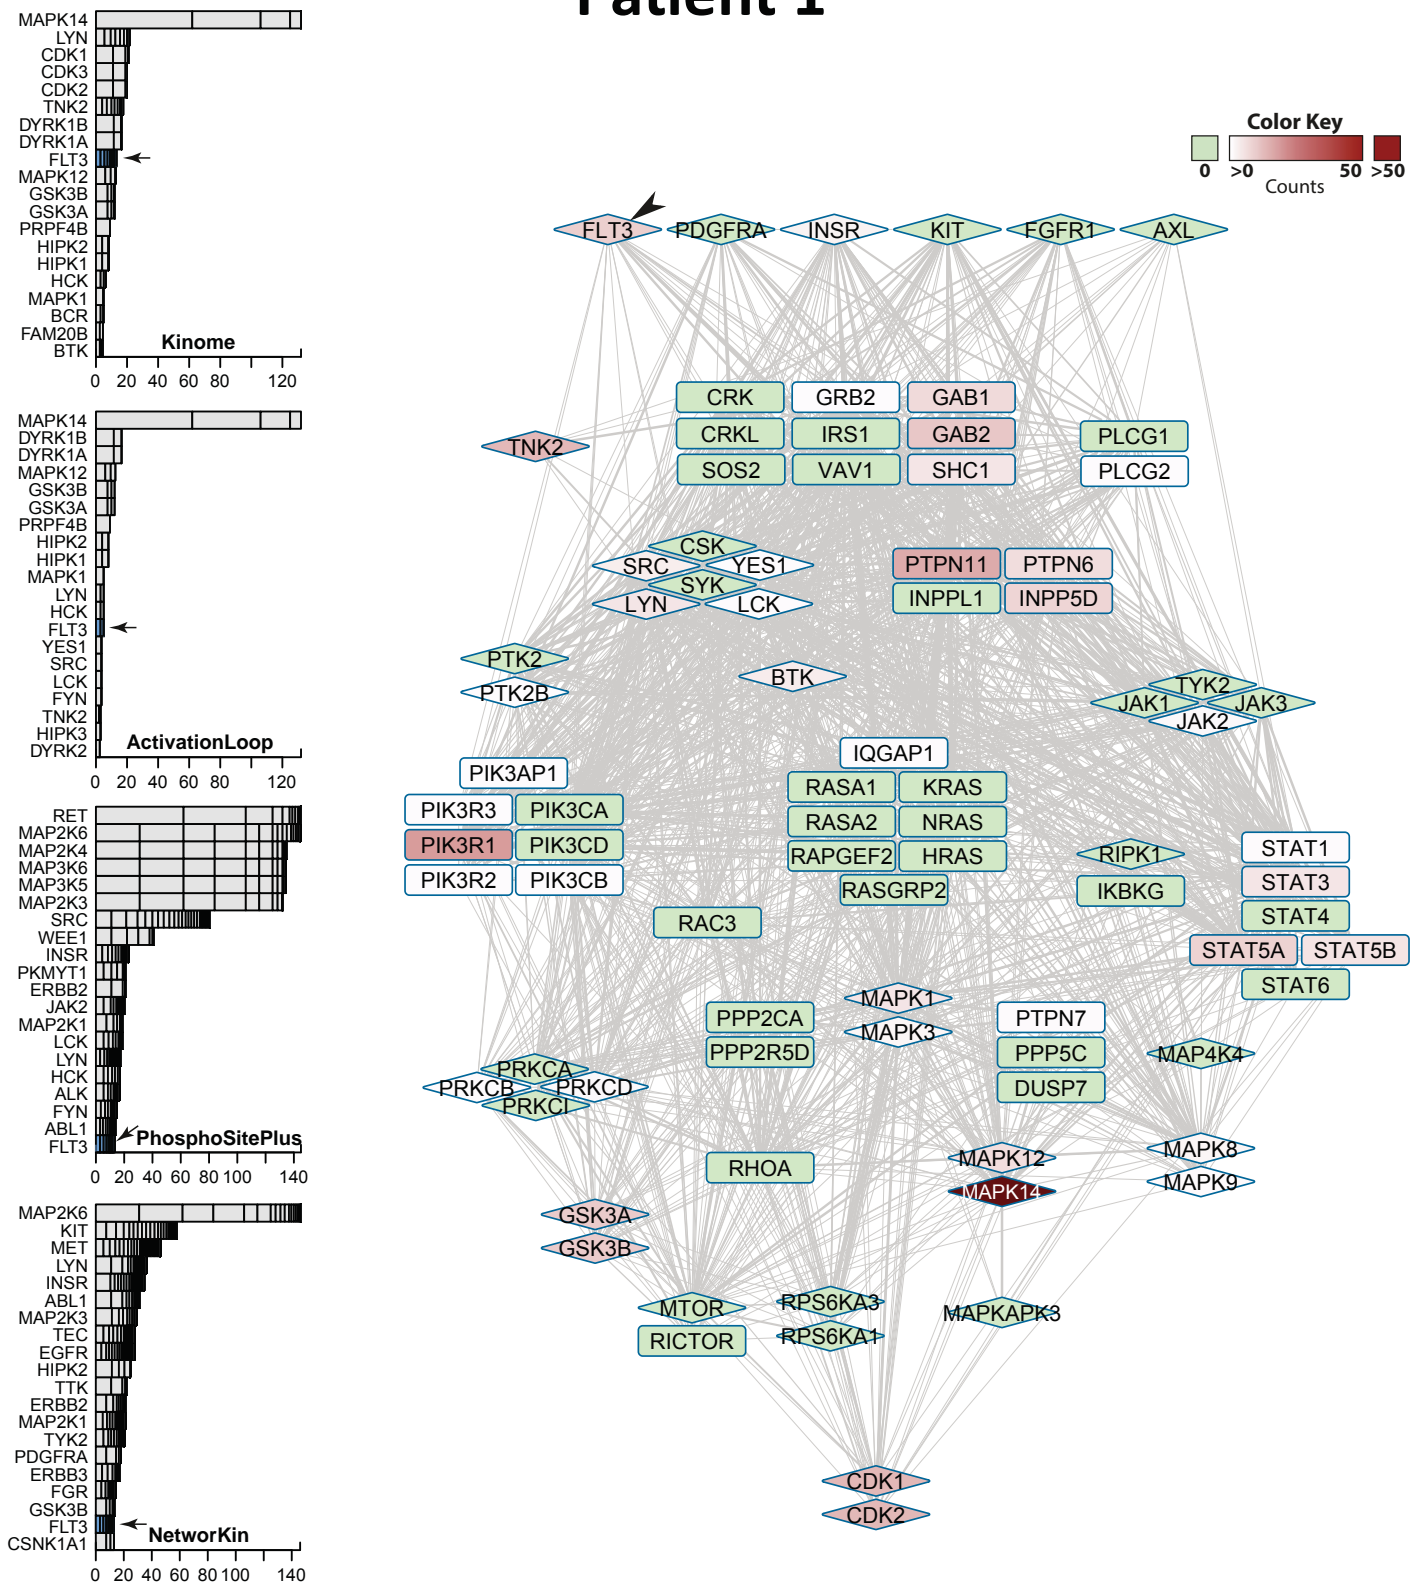 Patient 1
MAPK14
LYN
CDK1
CDK3
CDK2
TNK2
DYRK1B
DYRK1A
FLT3
MAPK12
GSK3B
GSK3A
PRPF4B
HIPK2
HIPK1
HCK
MAPK1
BCR
FAM20B
BTK
Kinome
0 20 40 60 80 120
MAPK14
DYRK1B
DYRK1A
MAPK12
GSK3B
GSK3A
PRPF4B
HIPK2
HIPK1
MAPK1
LYN
HCK
FLT3
YES1
SRC
LCK
FYN
TNK2
HIPK3
DYRK2
ActivationLoop
0 20 40 60 80 120
RET
MAP2K6
MAP2K4
MAP3K6
MAP3K5
MAP2K3
SRC
WEE1
INSR
PKMYT1
ERBB2
JAK2
MAP2K1
LCK
LYN
HCK
ALK
FYN
ABL1
FLT3
PhosphoSitePlus
0 20 40 60 80 100 140
MAP2K6
KIT
MET
LYN
INSR
ABL1
MAP2K3
TEC
EGFR
HIPK2
TTK
ERBB2
MAP2K1
TYK2
PDGFRA
ERBB3
FGR
GSK3B
FLT3
CSNK1A1
NetworKin
0 20 40 60 80 100 140
Color Key
0 >0 50 >50
Counts
FLT3 PDGFRA INSR KIT FGFR1 AXL
CRK GRB2 GAB1
CRKL IRS1 GAB2 PLCG1
TNK2
SOS2 VAV1 SHC1 PLCG2
CSK
SRC YES1 PTPN11 PTPN6
SYK
LYN LCK INPPL1 INPP5D
PTK2
PTK2B BTK
TYK2
JAK1 JAK3
JAK2
IQGAP1
PIK3AP1
RASA1 KRAS
PIK3R3 PIK3CA
RASA2 NRAS
PIK3R1 PIK3CD
RAPGEF2 HRAS RIPK1 STAT1
PIK3R2 PIK3CB
RASGRP2 IKBKG STAT3
RAC3 STAT4
STAT5A STAT5B
STAT6
MAPK1
PPP2CA PTPN7
MAPK3
PPP2R5D PPP5C MAP4K4
PRKCA
PRKCB PRKCD DUSP7
PRKCI
MAPK12 MAPK8
RHOA
MAPK14 MAPK9
GSK3A
GSK3B
MTOR RPS6KA3 MAPKAPK3
RICTOR RPS6KA1
CDK1
CDK2